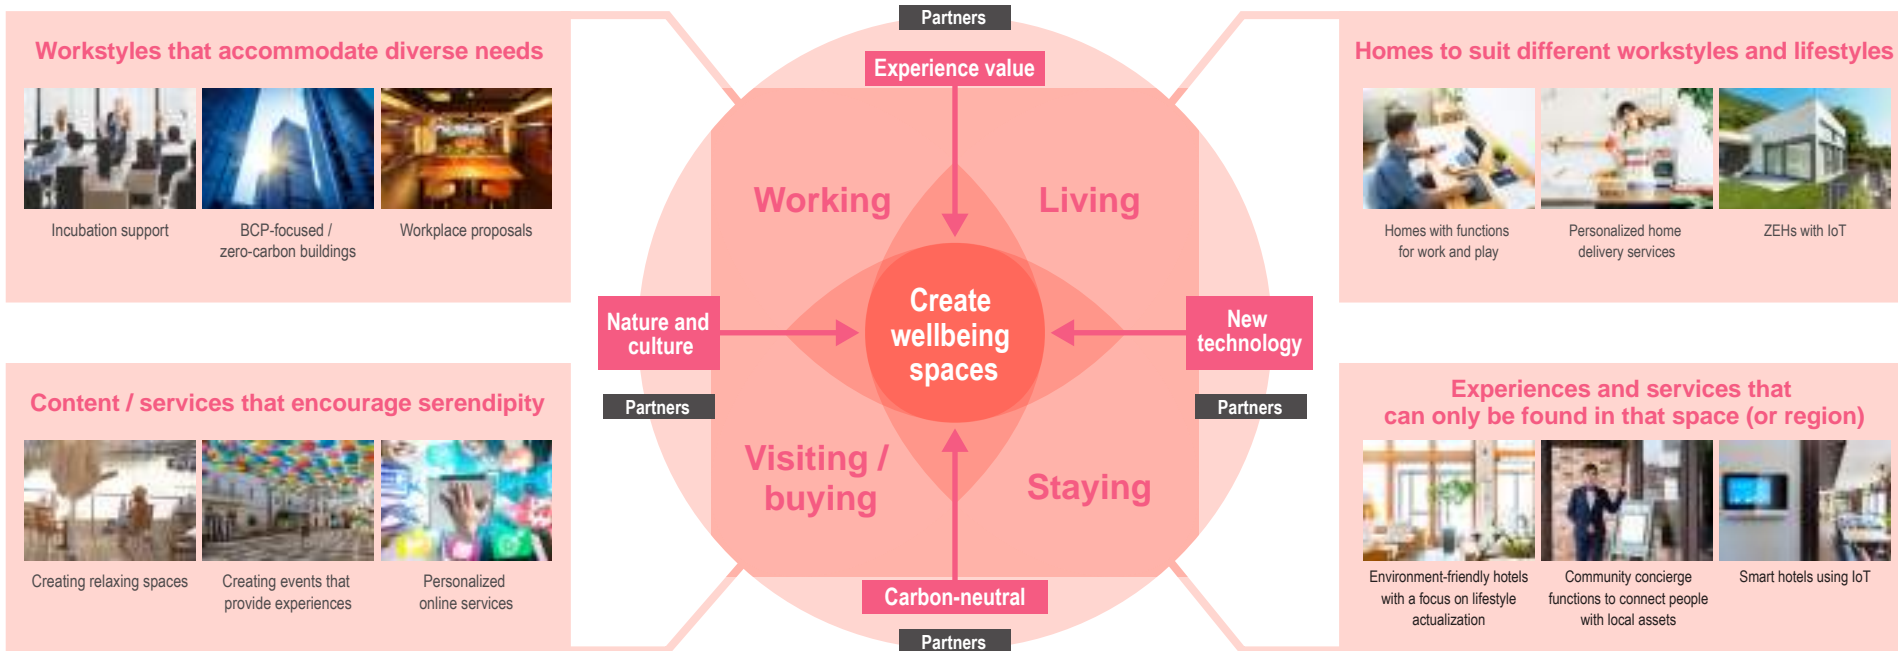 Partners
Experience value
Workstyles that accommodate diverse needs
Incubation support
BCP-focused /
zero-carbon buildings
Workplace proposals
Homes to suit different workstyles and lifestyles
Homes with functions
for work and play
Personalized home
delivery services
ZEHs with IoT
Working
Living
Nature and
culture
Partners
Create
wellbeing
spaces
New
technology
Partners
Visiting /
buying
Staying
Content / services that encourage serendipity
Creating relaxing spaces
Creating events that
provide experiences
Personalized
online services
Experiences and services that
can only be found in that space (or region)
Environment-friendly hotels
with a focus on lifestyle
actualization
Community concierge
functions to connect people
with local assets
Smart hotels using IoT
Carbon-neutral
Partners